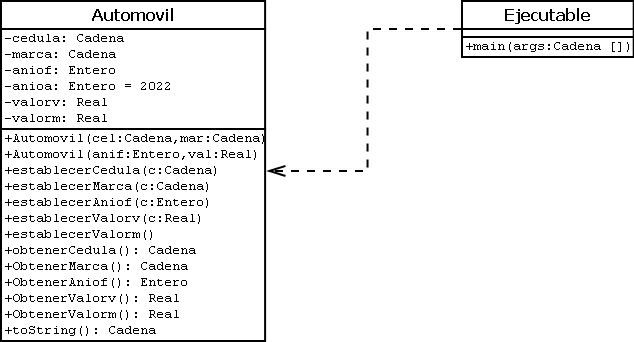 Automovil
-cedula: Cadena
-marca: Cadena
-aniof: Entero
-anioa: Entero = 2022
-valorv: Real
-valorm: Real
+Automovil(cel:Cadena,mar:Cadena)
+Automovil(anif:Entero,val:Real)
+establecerCedula(c:Cadena)
+establecerMarca(c:Cadena)
+establecerAniof(c:Entero)
+establecerValorv(c:Real)
+establecerValorm()
+obtenerCedula(): Cadena
+ObtenerMarca(): Cadena
+ObtenerAniof(): Entero
+ObtenerValorv(): Real
+ObtenerValorm(): Real
+toString(): Cadena
Ejecutable
+main(args:Cadena [])